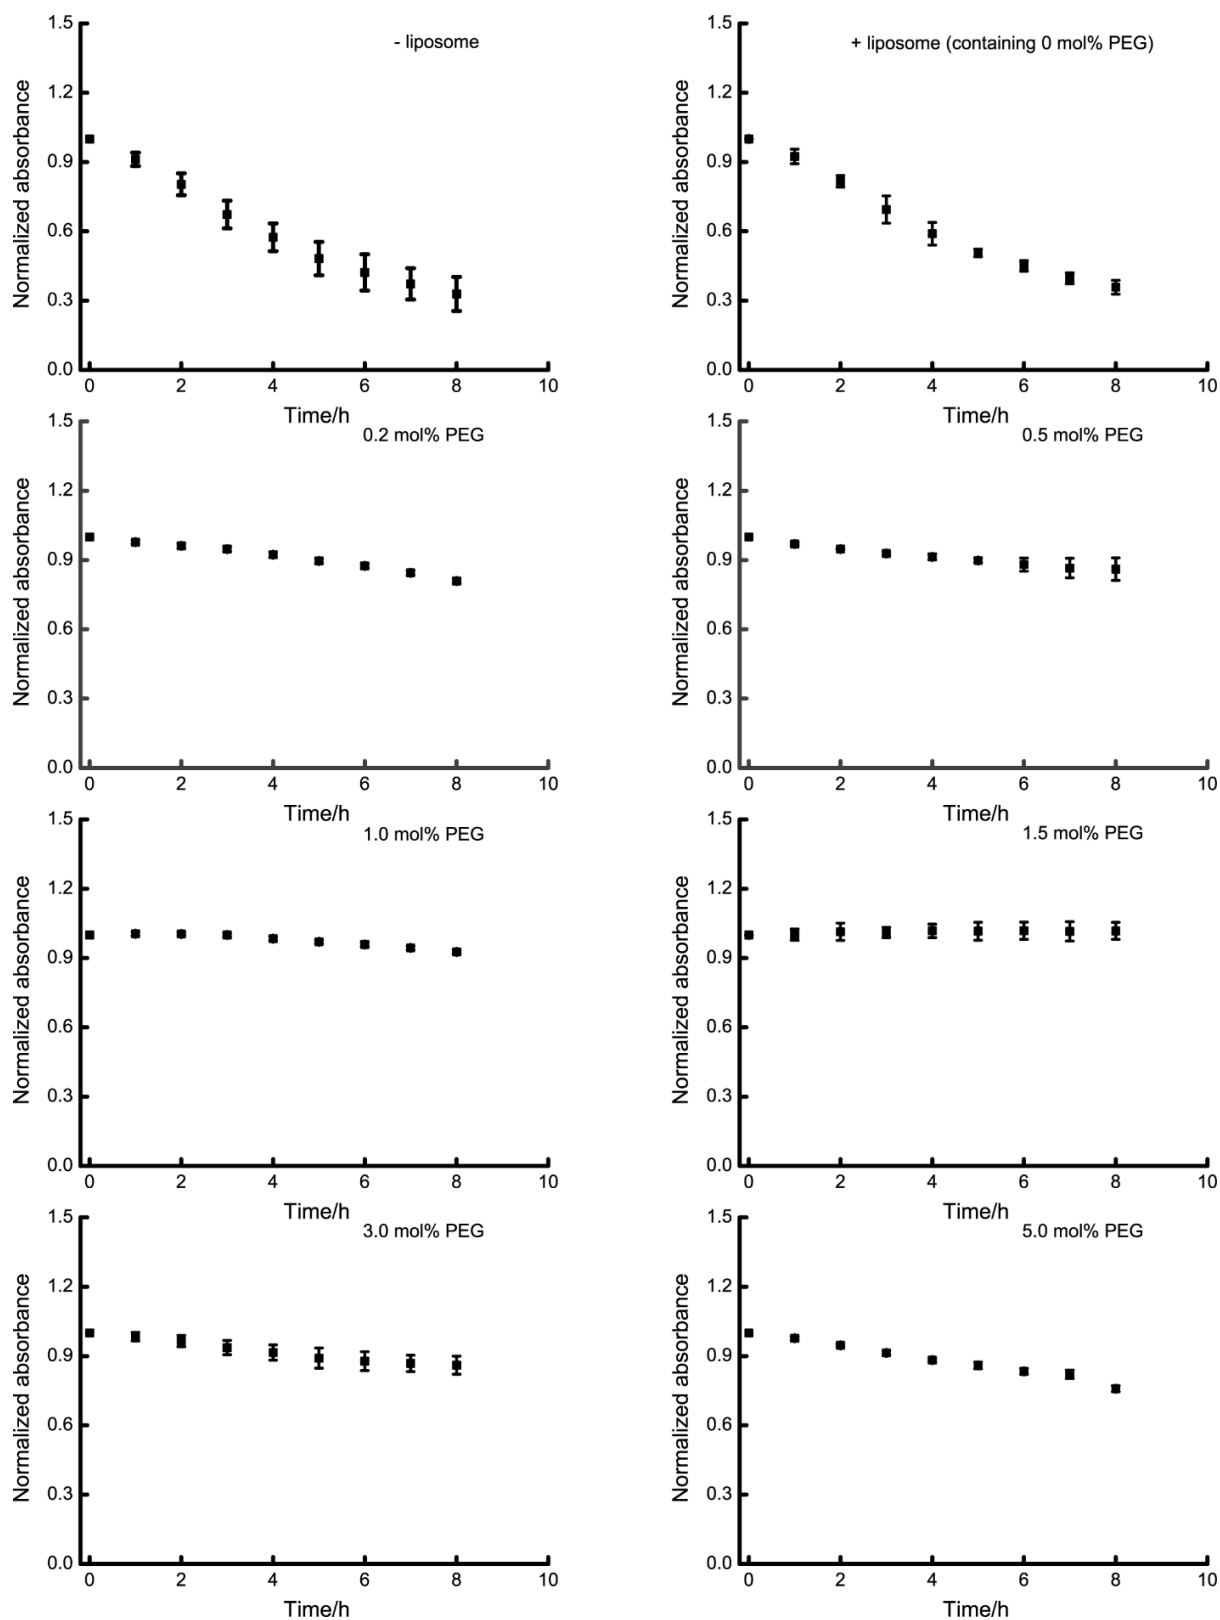 - liposome
Normalized absorbance
1.5
1.2
0.9
0.6
0.3
0.0
0 2 4 6 8 10
Time/h
+ liposome (containing 0 mol% PEG)
Normalized absorbance
1.5
1.2
0.9
0.6
0.3
0.0
0 2 4 6 8 10
Time/h
0.2 mol% PEG
Normalized absorbance
1.5
1.2
0.9
0.6
0.3
0.0
0 2 4 6 8 10
Time/h
0.5 mol% PEG
Normalized absorbance
1.5
1.2
0.9
0.6
0.3
0.0
0 2 4 6 8 10
Time/h
1.0 mol% PEG
Normalized absorbance
1.5
1.2
0.9
0.6
0.3
0.0
0 2 4 6 8 10
Time/h
1.5 mol% PEG
Normalized absorbance
1.5
1.2
0.9
0.6
0.3
0.0
0 2 4 6 8 10
Time/h
3.0 mol% PEG
Normalized absorbance
1.5
1.2
0.9
0.6
0.3
0.0
0 2 4 6 8 10
Time/h
5.0 mol% PEG
Normalized absorbance
1.5
1.2
0.9
0.6
0.3
0.0
0 2 4 6 8 10
Time/h